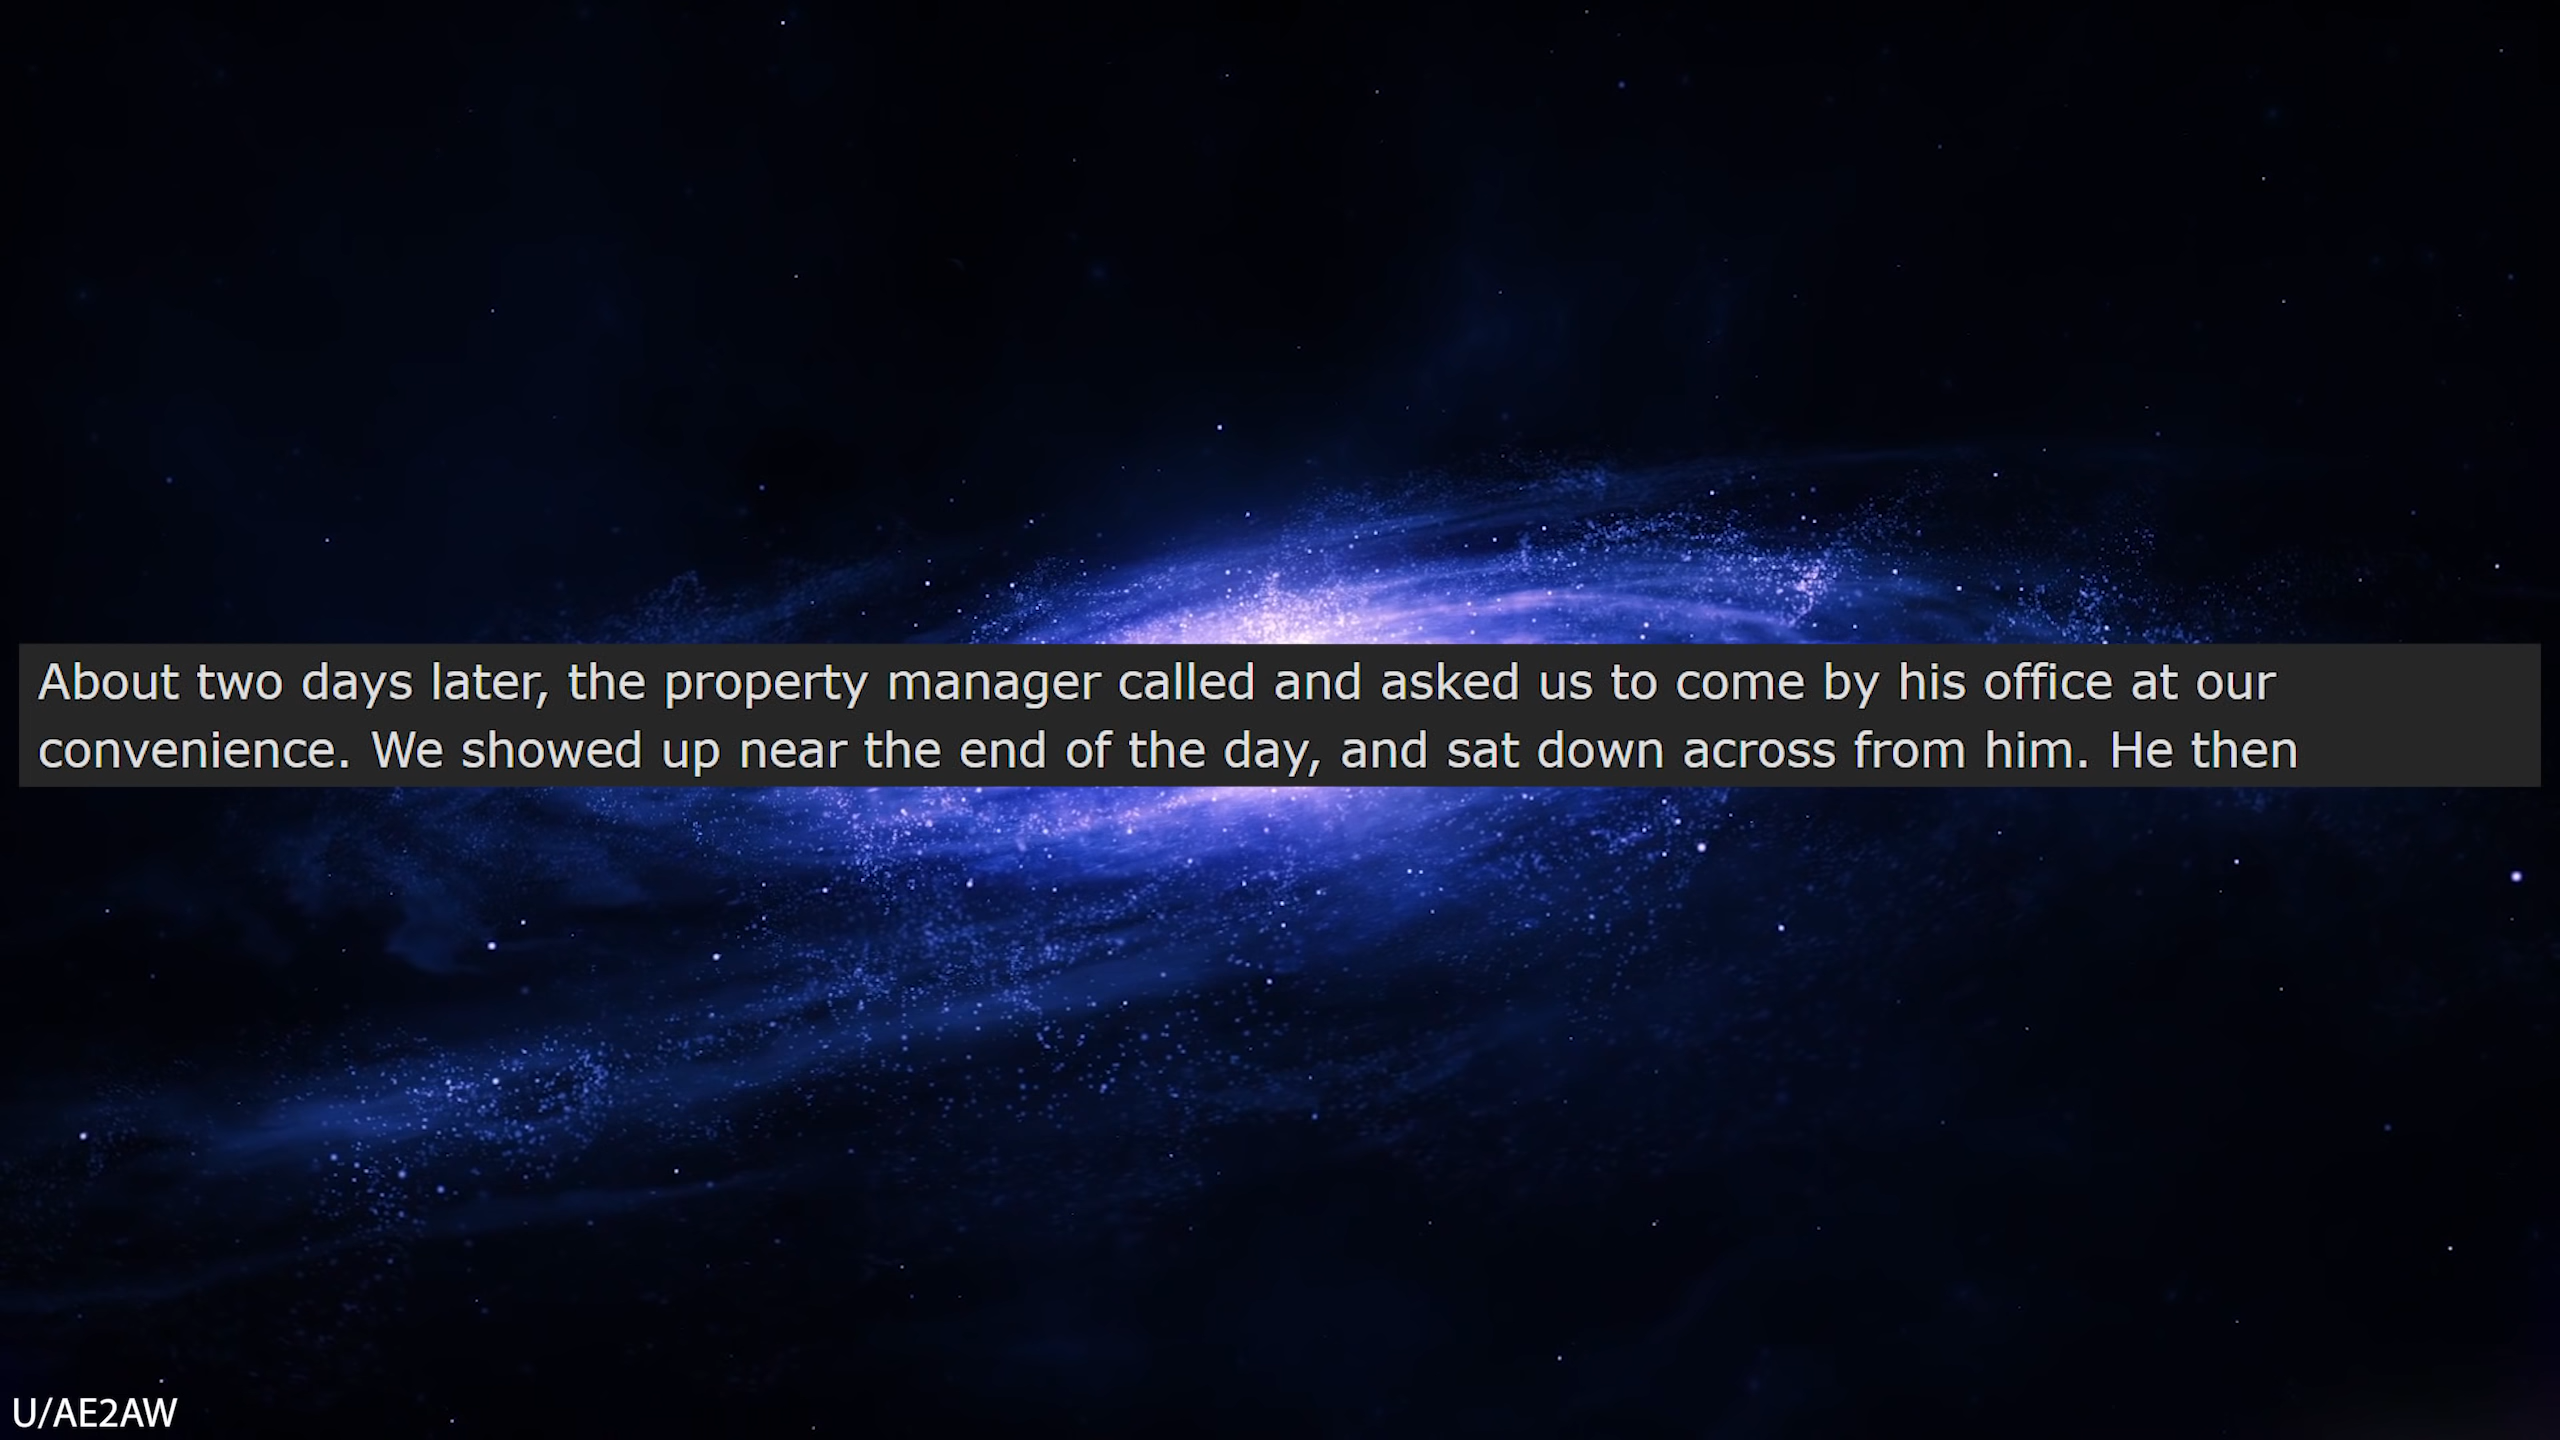 About two days later, the property manager called and asked us to come by his office at our
convenience. We showed up near the end of the day, and sat down across from him. He then
U/AE2AW